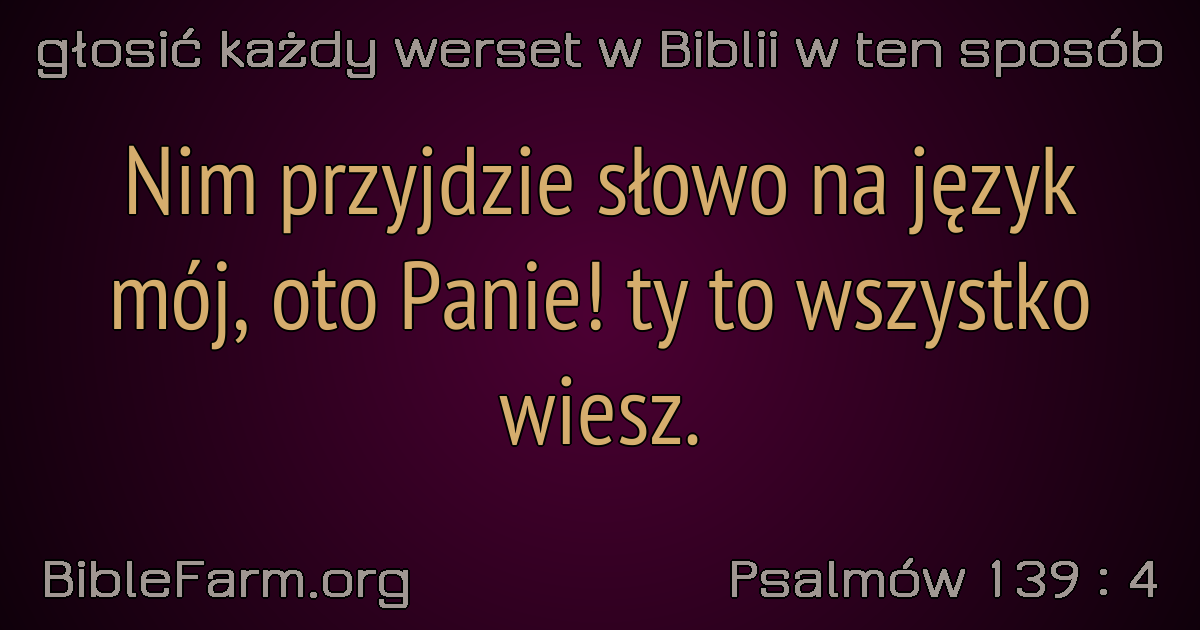 głosić każdy werset w Biblii w ten sposób
Nim przyjdzie słowo na język
mój, oto Panie! ty to wszystko
wiesz.
BibleFarm.org
Psalmów 139 : 4